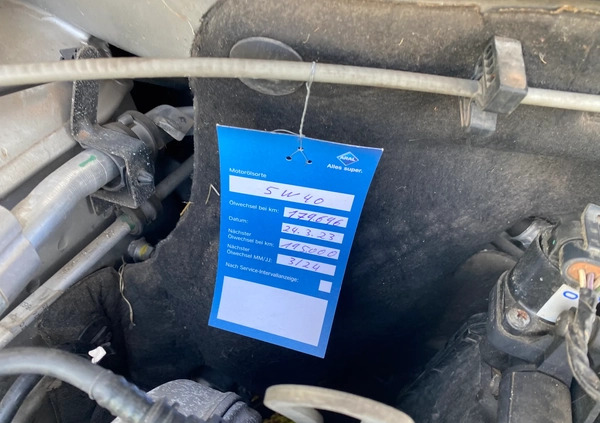 ARAL
Alles super.
Motorölsorte
5W40
Ölwechsel bei km: 179696
Datum: 24.3.23
Nächster
Ölwechsel bei km: 195000
Nächster
Ölwechsel MM/JJ: 3/24
Nach Service-Intervallanzeige:
0